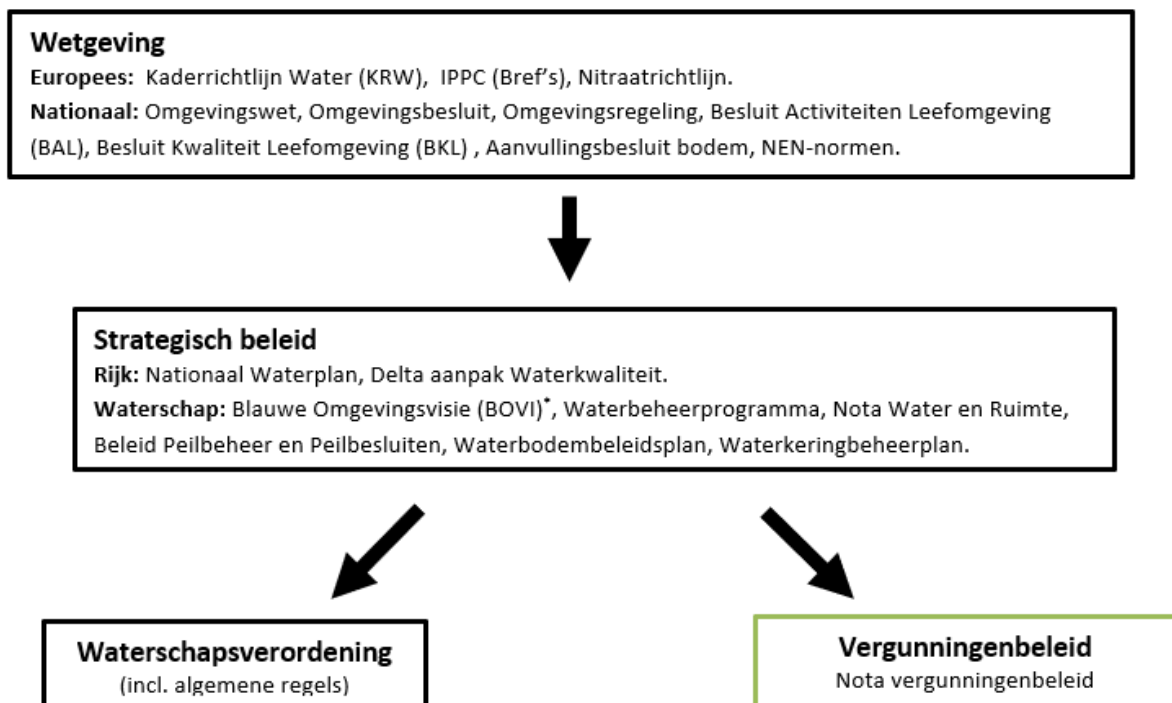 Wetgeving
Europees: Kaderrichtlijn Water (KRW), IPPC (Bref's), Nitraatrichtlijn.
Nationaal: Omgevingswet, Omgevingsbesluit, Omgevingsregeling, Besluit Activiteiten Leefomgeving
(BAL), Besluit Kwaliteit Leefomgeving (BKL) , Aanvullingsbesluit bodem, NEN-normen.
Strategisch beleid
Rijk: Nationaal Waterplan, Delta aanpak Waterkwaliteit.
Waterschap: Blauwe Omgevingsvisie (BOVI)*, Waterbeheerprogramma, Nota Water en Ruimte,
Beleid Peilbeheer en Peilbesluiten, Waterbodembeleidsplan, Waterkeringbeheerplan.
Waterschapsverordening
(incl. algemene regels)
Vergunningenbeleid
Nota vergunningenbeleid